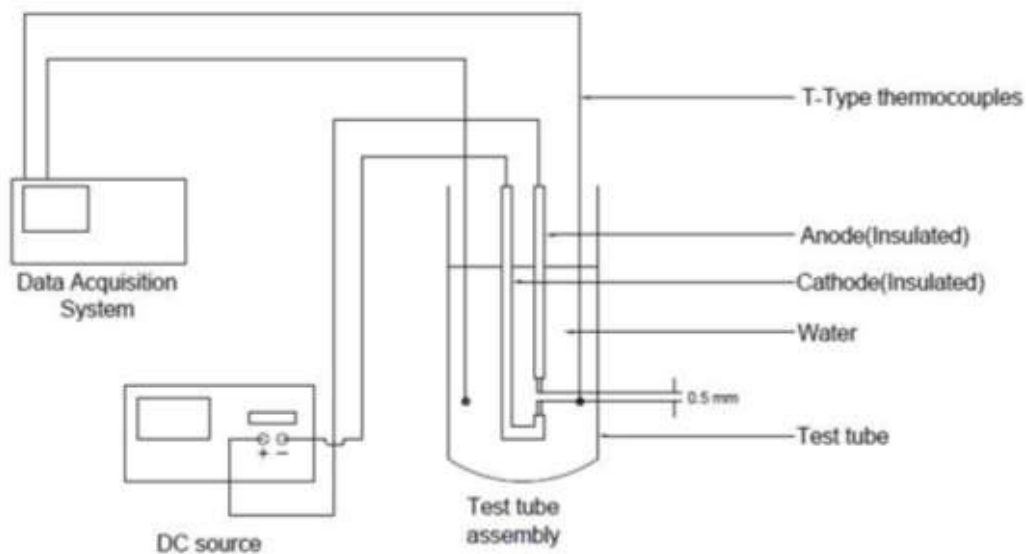 T-Type thermocouples
Anode(Insulated)
Data Acquisition
System
Cathode(Insulated)
Water
0.5 mm
+ −
Test tube
Test tube
assembly
DC source